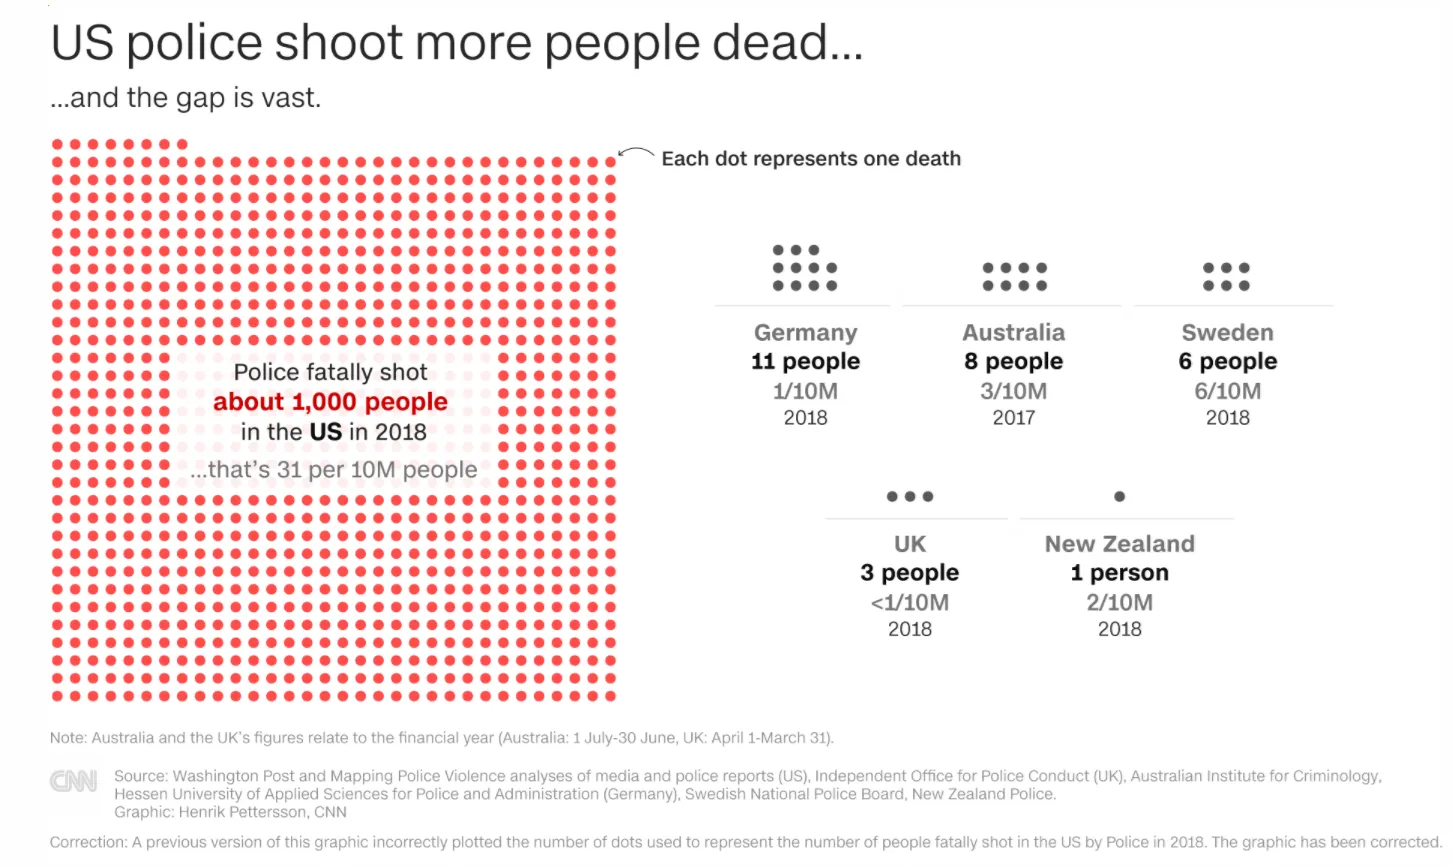 US police shoot more people dead...
...and the gap is vast.
Each dot represents one death
Police fatally shot
about 1,000 people
in the US in 2018
...that's 31 per 10M people
Germany
11 people
1/10M
2018
Australia
8 people
3/10M
2017
Sweden
6 people
6/10M
2018
UK
3 people
<1/10M
2018
New Zealand
1 person
2/10M
2018
Note: Australia and the UK's figures relate to the financial year (Australia: 1 July-30 June, UK: April 1-March 31).
CNN
Source: Washington Post and Mapping Police Violence analyses of media and police reports (US), Independent Office for Police Conduct (UK), Australian Institute for Criminology,
Hessen University of Applied Sciences for Police and Administration (Germany), Swedish National Police Board, New Zealand Police.
Graphic: Henrik Pettersson, CNN
Correction: A previous version of this graphic incorrectly plotted the number of dots used to represent the number of people fatally shot in the US by Police in 2018. The graphic has been corrected.